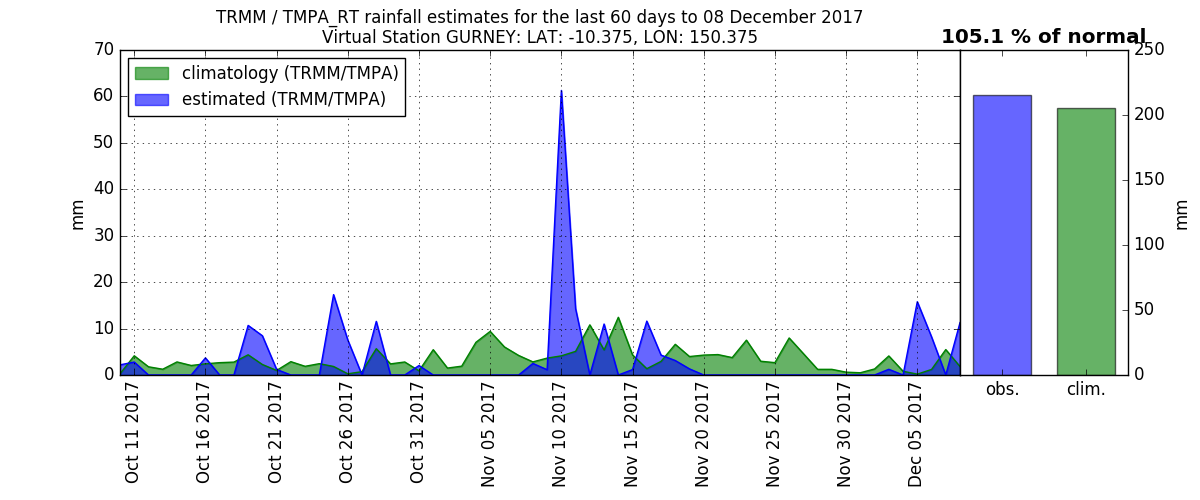 TRMM / TMPA_RT rainfall estimates for the last 60 days to 08 December 2017
Virtual Station GURNEY: LAT: -10.375, LON: 150.375
105.1 % of normal
climatology (TRMM/TMPA)
estimated (TRMM/TMPA)
70
60
50
40
30
20
10
0
mm
250
200
150
100
50
0
mm
Oct 11 2017
Oct 16 2017
Oct 21 2017
Oct 26 2017
Oct 31 2017
Nov 05 2017
Nov 10 2017
Nov 15 2017
Nov 20 2017
Nov 25 2017
Nov 30 2017
Dec 05 2017
obs.
clim.